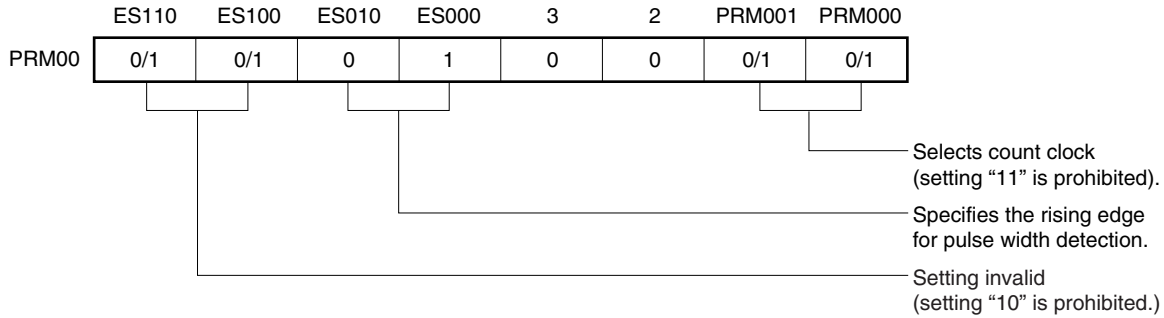 ES110 ES100 ES010 ES000 3 2 PRM001 PRM000
PRM00 0/1 0/1 0 1 0 0 0/1 0/1
Selects count clock
(setting “11” is prohibited).
Specifies the rising edge
for pulse width detection.
Setting invalid
(setting “10” is prohibited.)